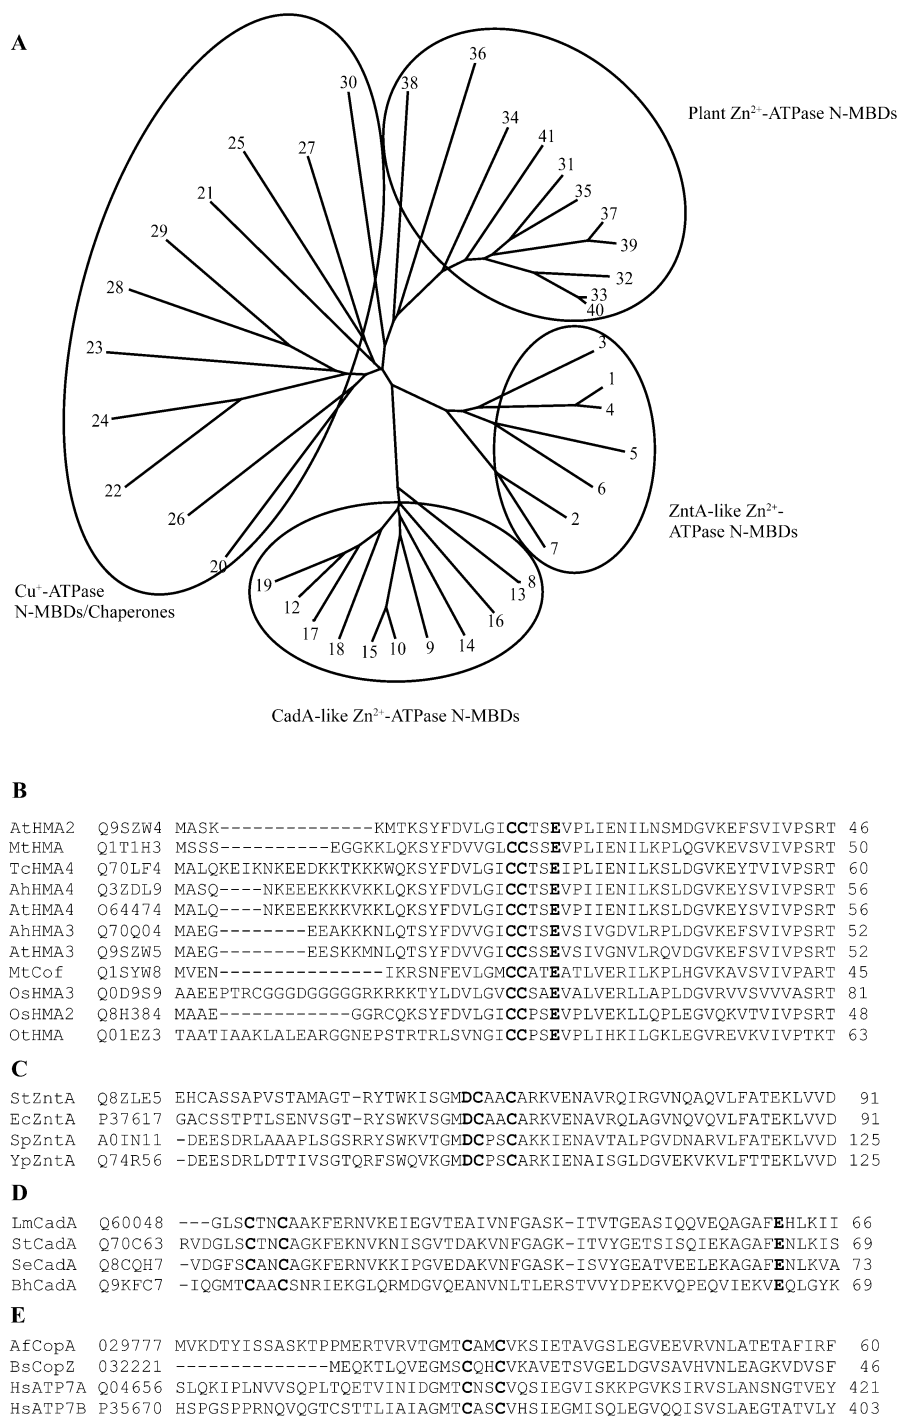 A
36
30
38
Plant Zn²⁺-ATPase N-MBDs
34
25
27
41
31
21
35
37
29
39
32
28
33
40
3
23
1
4
24
5
22
6
26
2
ZntA-like Zn²⁺-
ATPase N-MBDs
7
20
19
8
13
Cu⁺-ATPase
N-MBDs/Chaperones
12
16
17
18
15
10
9
14
CadA-like Zn²⁺-ATPase N-MBDs
B
AtHMA2 Q9SZW4 MASK--------------KMTKSYFDVLGICCTSEVPLIENILNSMDGVKEFSVIVPSRT 46
MtHMA Q1T1H3 MSSS----------EGGKKLQKSYFDVVGLCCSSEVPLIENILKPLQGVKEVSVIVPSRT 50
TcHMA4 Q70LF4 MALQKEIKNKEEDKKTKKKWQKSYFDVLGICCTSEIPLIENILKSLDGVKEYTVIVPSRT 60
AhHMA4 Q3ZDL9 MASQ----NKEEEKKKVKKLQKSYFDVLGICCTSEVPLIENILKSLDGVKEYSVIVPSRT 56
AtHMA4 O64474 MALQ----NKEEEKKKVKKLQKSYFDVLGICCTSEVPIIENILKSLDGVKEYSVIVPSRT 56
AhHMA3 Q70Q04 MAEG--------EEAKKKNLQTSYFDVVGICCTSEVSIVGDVLRPLDGVKEFSVIVPSRT 52
AtHMA3 Q9SZW5 MAEG--------EESKKMNLQTSYFDVVGICCSSEVSIVGNVLRQVDGVKEFSVIVPSRT 52
MtCof Q1SYW8 MVEN---------------IKRSNFEVLGMCCATEATLVERILKPLHGVKAVSVIVPART 45
OsHMA3 Q0D9S9 AAEEPTRCGGGDGGGGGRKRKKTYLDVLGVCCSAEVALVERLLAPLDGVRVVSVVVASRT 81
OsHMA2 Q8H384 MAAE------------GGRCQKSYFDVLGICCPSEVPLVEKLLQPLEGVQKVTVIVPSRT 48
OtHMA Q01EZ3 TAATIAAKLALEARGGNEPSTRTRLSVNGICCPSEVPLIHKILGKLEGVREVKVIVPTKT 63
C
StZntA Q8ZLE5 EHCASSAPVSTAMAGT-RYTWKISGMDCAACARKVENAVRQIRGVNQAQVLFATEKLVVD 91
EcZntA P37617 GACSSTPTLSENVSGT-RYSWKVSGMDCAACARKVENAVRQLAGVNQVQVLFATEKLVVD 91
SpZntA A0IN11 -DEESDRLAAAPLSGSRRYSWKVTGMDCPSCAKKIENAVTALPGVDNARVLFATEKLVVD 125
YpZntA Q74R56 -DEESDRLDTTIVSGTQRFSWQVKGMDCPSCARKIENAISGLDGVEKVKVLFTTEKLVVD 125
D
LmCadA Q60048 ---GLSCTNCAAKFERNVKEIEGVTEAIVNFGASK-ITVTGEASIQQVEQAGAFEHLKII 66
StCadA Q70C63 RVDGLSCTNCAGKFEKNVKNISGVTDAKVNFGAGK-ITVYGETSISQIEKAGAFENLKIS 69
SeCadA Q8CQH7 -VDGFSCANCAGKFEKNVKQIPGVEDAKVNFGASK-ISVYGEATVEELEKAGAFENLKVA 73
BhCadA Q9KFC7 -IQGMTCAACSNRIEKGLQRMDGVQEANVNLTLERSTVVYDPEKVQPEQVIEKVEQLGYK 69
E
AfCopA 029777 MVKDTYISSASKTPPMERTVRVTGMTCAMCVKSIETAVGSLEGVEEVRVNLATETAFIRF 60
BsCopZ 032221 --------------MEQKTLQVEGMSCQHCVKAVETSVGELDGVSAVHVNLEAGKVDVSF 46
HsATP7A Q04656 SLQKIPLNVVSQPLTQETVINIDGMTCNSCVQSIEGVISKKPGVKSIRVSLANSNGTVEY 421
HsATP7B P35670 HSPGSPPRNQVQGTCSTTLIAIAGMTCASCVHSIEGMISQLEGVQQISVSLAEGTATVLY 403